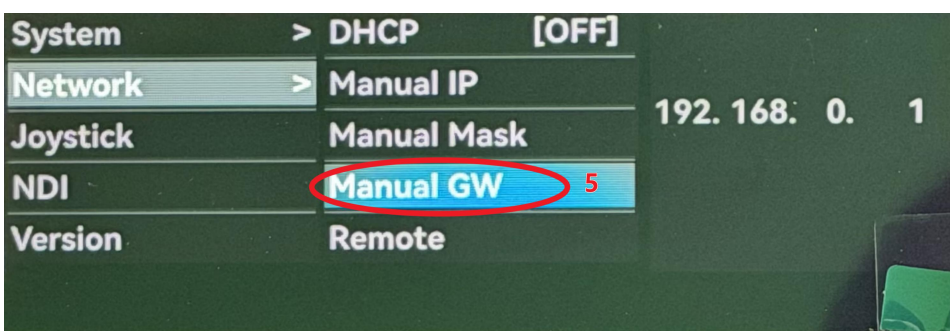 System > DHCP [OFF]
Network > Manual IP
Joystick Manual Mask 192. 168. 0. 1
NDI Manual GW 5
Version Remote